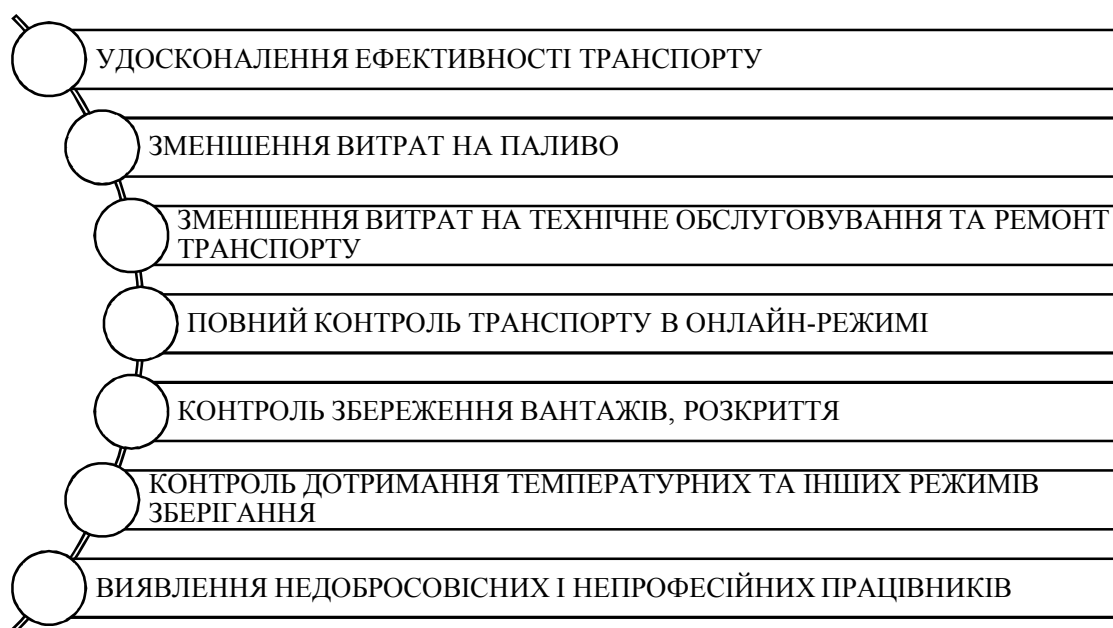 УДОСКОНАЛЕННЯ ЕФЕКТИВНОСТІ ТРАНСПОРТУ
ЗМЕНШЕННЯ ВИТРАТ НА ПАЛИВО
ЗМЕНШЕННЯ ВИТРАТ НА ТЕХНІЧНЕ ОБСЛУГОВУВАННЯ ТА РЕМОНТ
ТРАНСПОРТУ
ПОВНИЙ КОНТРОЛЬ ТРАНСПОРТУ В ОНЛАЙН-РЕЖИМІ
КОНТРОЛЬ ЗБЕРЕЖЕННЯ ВАНТАЖІВ, РОЗКРИТТЯ
КОНТРОЛЬ ДОТРИМАННЯ ТЕМПЕРАТУРНИХ ТА ІНШИХ РЕЖИМІВ
ЗБЕРІГАННЯ
ВИЯВЛЕННЯ НЕДОБРОСОВІСНИХ І НЕПРОФЕСІЙНИХ ПРАЦІВНИКІВ